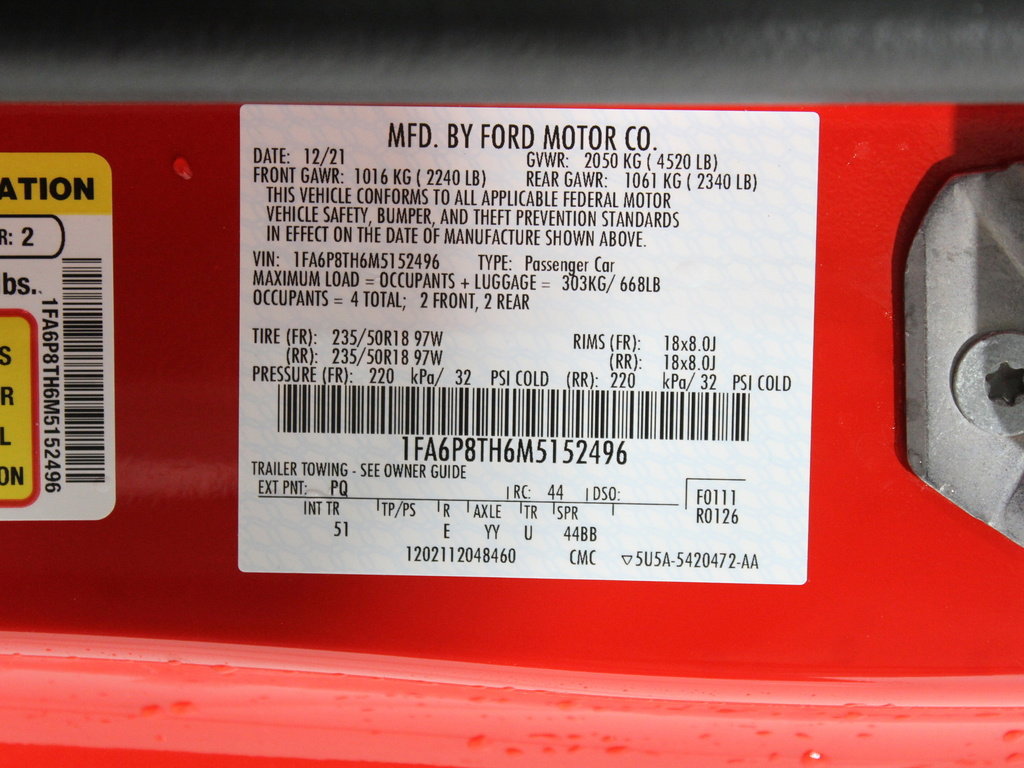 ATION
R: 2
lbs.
S
R
L
ON
1FA6P8TH6M5152496
MFD. BY FORD MOTOR CO.
DATE: 12/21 GVWR: 2050 KG ( 4520 LB)
FRONT GAWR: 1016 KG ( 2240 LB) REAR GAWR: 1061 KG ( 2340 LB)
THIS VEHICLE CONFORMS TO ALL APPLICABLE FEDERAL MOTOR
VEHICLE SAFETY, BUMPER, AND THEFT PREVENTION STANDARDS
IN EFFECT ON THE DATE OF MANUFACTURE SHOWN ABOVE.
VIN: 1FA6P8TH6M5152496 TYPE: Passenger Car
MAXIMUM LOAD = OCCUPANTS + LUGGAGE = 303KG/ 668LB
OCCUPANTS = 4 TOTAL; 2 FRONT, 2 REAR
TIRE (FR): 235/50R18 97W RIMS (FR): 18x8.0J
(RR): 235/50R18 97W (RR): 18x8.0J
PRESSURE (FR): 220 kPa/ 32 PSI COLD (RR): 220 kPa/ 32 PSI COLD
1FA6P8TH6M5152496
TRAILER TOWING - SEE OWNER GUIDE
EXT PNT: PQ RC: 44 DSO:
INT TR TP/PS R AXLE TR SPR
51 E YY U 44BB
F0111
R0126
1202112048460 CMC ▽5U5A-5420472-AA